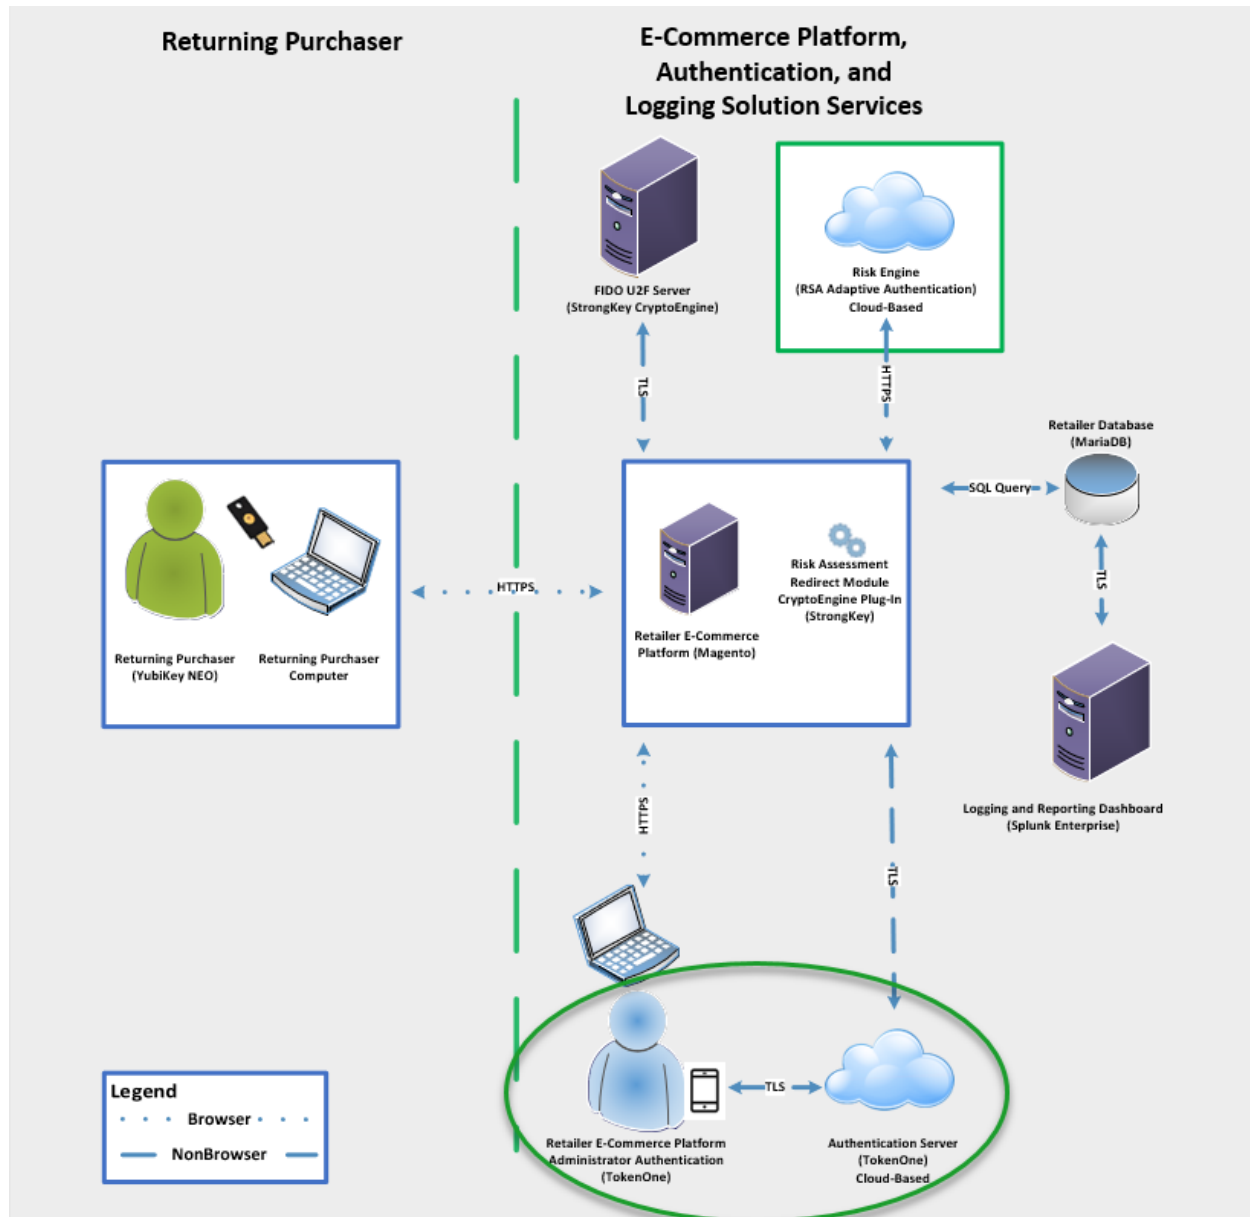 Returning Purchaser
E-Commerce Platform,
Authentication, and
Logging Solution Services
FIDO U2F Server
(StrongKey CryptoEngine)
Risk Engine
(RSA Adaptive Authentication)
Cloud-Based
TLS
HTTPS
Retailer Database
(MariaDB)
SQL Query
TLS
Risk Assessment
Redirect Module
CryptoEngine Plug-In
(StrongKey)
Retailer E-Commerce
Platform (Magento)
HTTPS
Returning Purchaser
(YubiKey NEO)
Returning Purchaser
Computer
Logging and Reporting Dashboard
(Splunk Enterprise)
HTTPS
TLS
TLS
Retailer E-Commerce Platform
Administrator Authentication
(TokenOne)
Authentication Server
(TokenOne)
Cloud-Based
Legend
Browser
NonBrowser